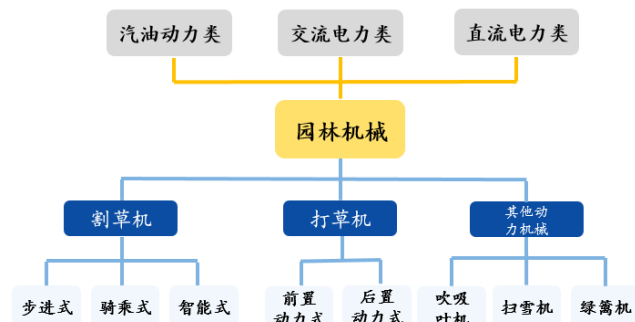 汽油动力类
交流电力类
直流电力类
园林机械
割草机
打草机
其他动
力机械
步进式
骑乘式
智能式
前置
动力式
后置
动力式
吹吸
叶机
扫雪机
绿篱机